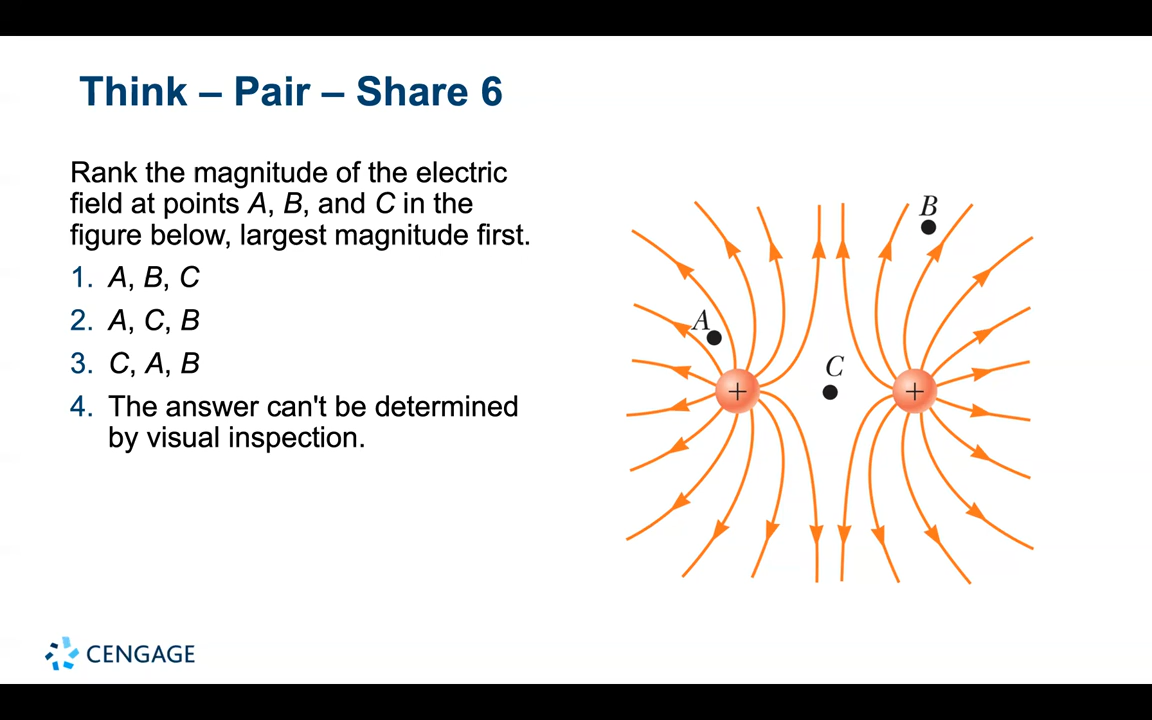 Think – Pair – Share 6
Rank the magnitude of the electric
field at points A, B, and C in the
figure below, largest magnitude first.
1. A, B, C
2. A, C, B
3. C, A, B
4. The answer can't be determined
by visual inspection.
B
A
C
+ +
CENGAGE